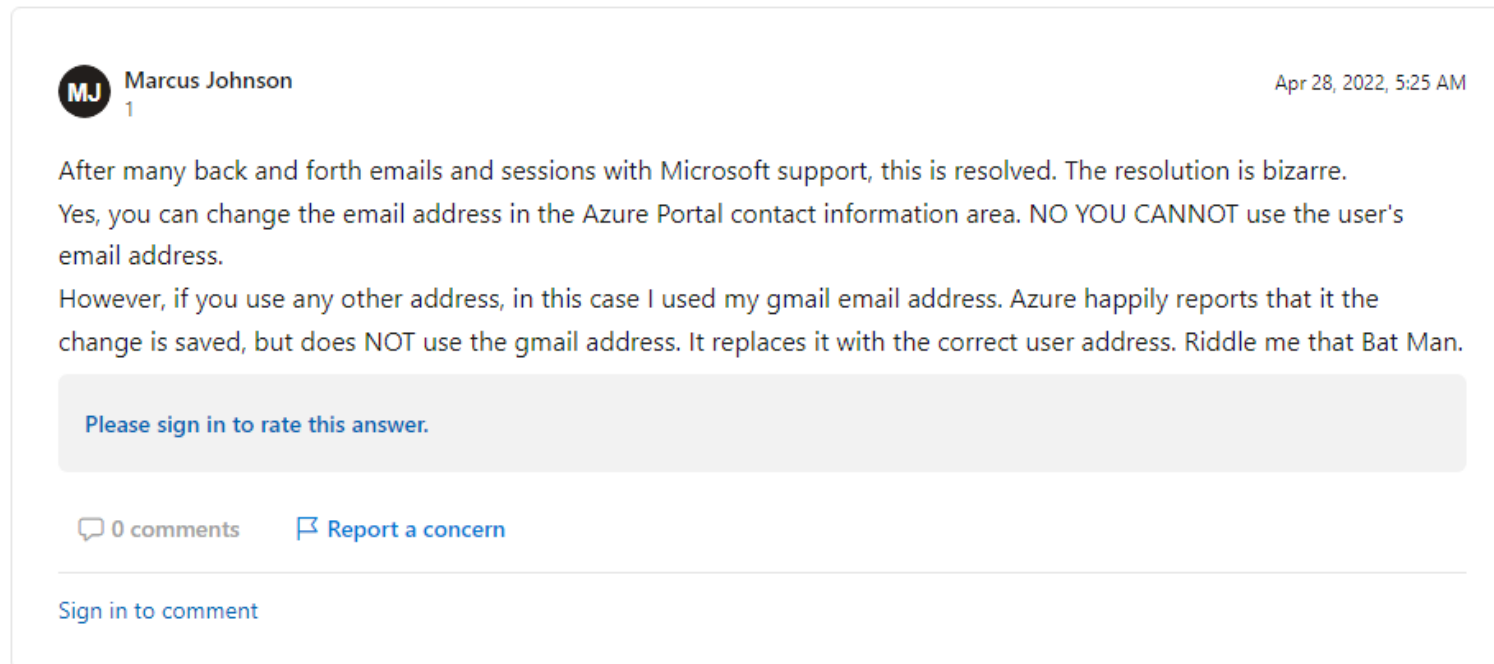 MJ
Marcus Johnson
1
Apr 28, 2022, 5:25 AM
After many back and forth emails and sessions with Microsoft support, this is resolved. The resolution is bizarre.
Yes, you can change the email address in the Azure Portal contact information area. NO YOU CANNOT use the user's
email address.
However, if you use any other address, in this case I used my gmail email address. Azure happily reports that it the
change is saved, but does NOT use the gmail address. It replaces it with the correct user address. Riddle me that Bat Man.
Please sign in to rate this answer.
0 comments
Report a concern
Sign in to comment